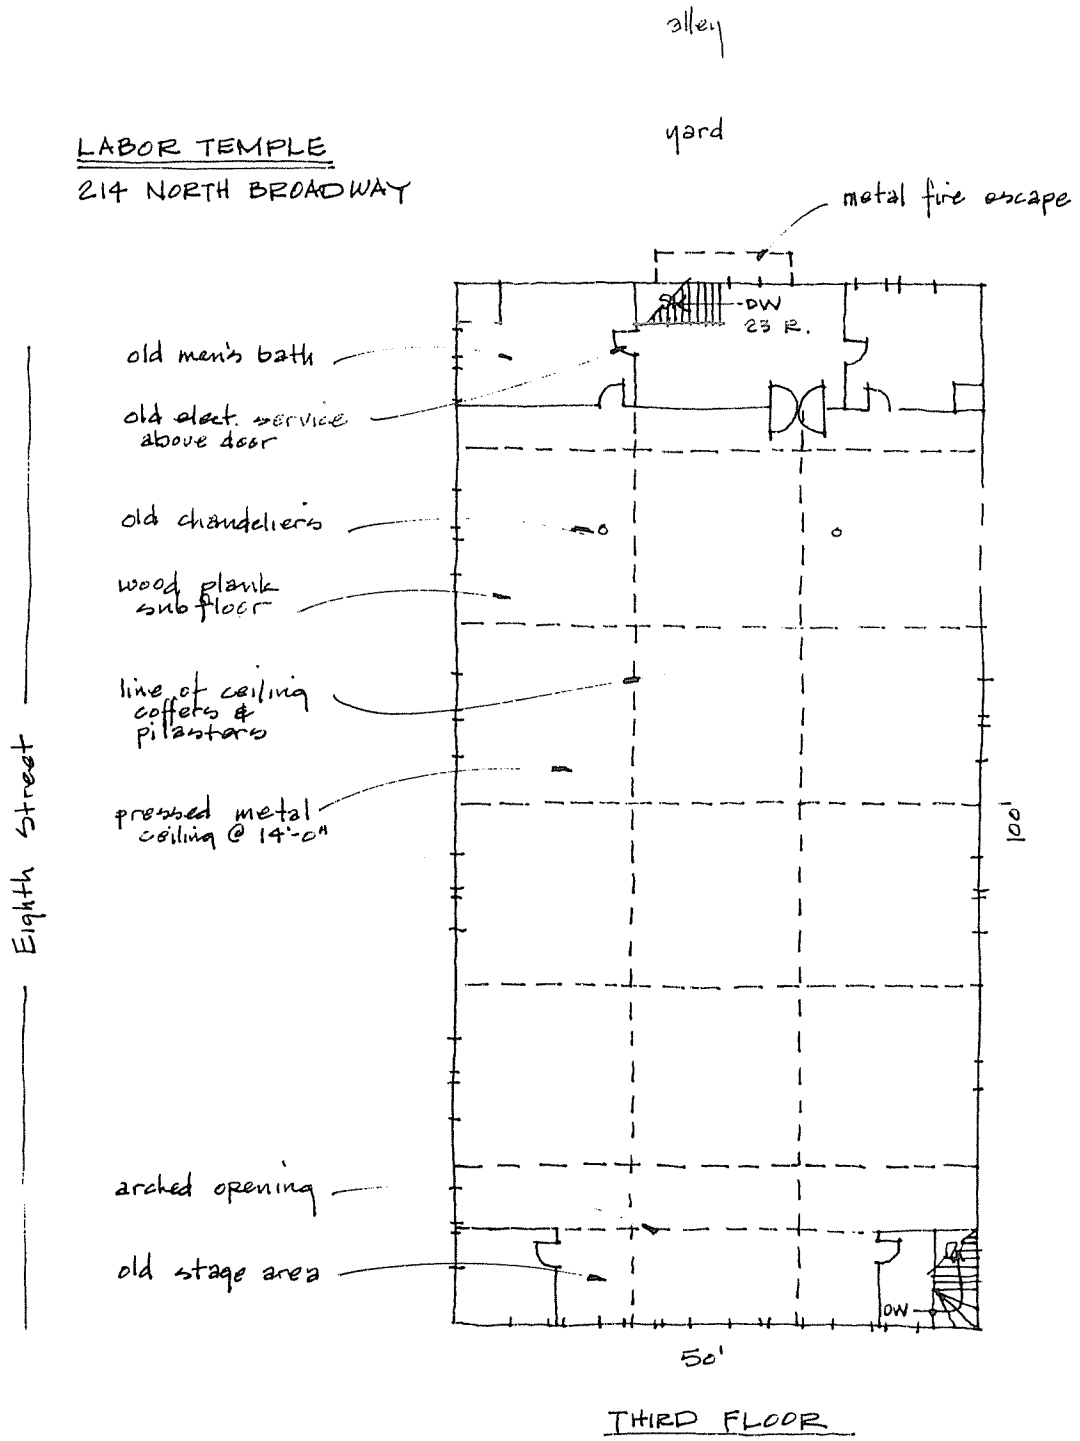 alley
yard
LABOR TEMPLE
214 NORTH BROADWAY
metal fire escape
DW
23 R.
old men's bath
old elect. service
above door
old chandeliers
wood plank
subfloor
line of ceiling
coffers &
pilasters
pressed metal
ceiling @ 14'-0"
Eighth Street
100'
arched opening
old stage area
DW
50'
THIRD FLOOR